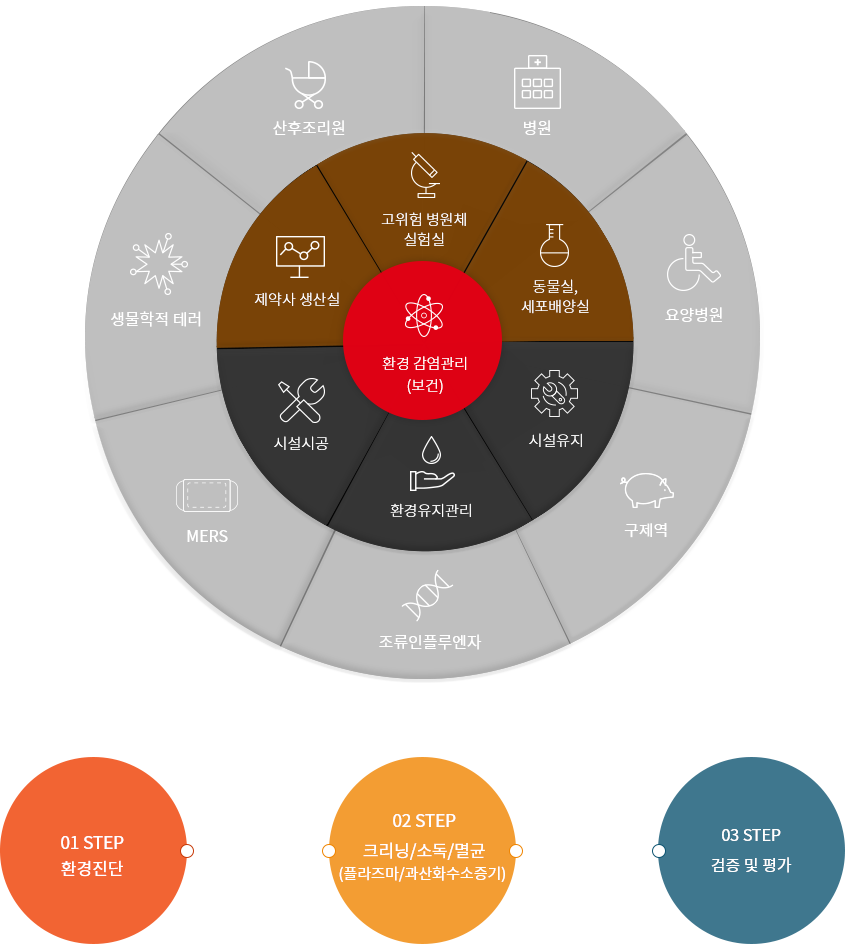 산후조리원
병원
고위험 병원체
실험실
제약사 생산실
동물실,
세포배양실
생물학적 테러
요양병원
환경 감염관리
(보건)
시설시공
시설유지
환경유지관리
MERS
구제역
조류인플루엔자
01 STEP
환경진단
02 STEP
크리닝/소독/멸균
(플라즈마/과산화수소증기)
03 STEP
검증 및 평가